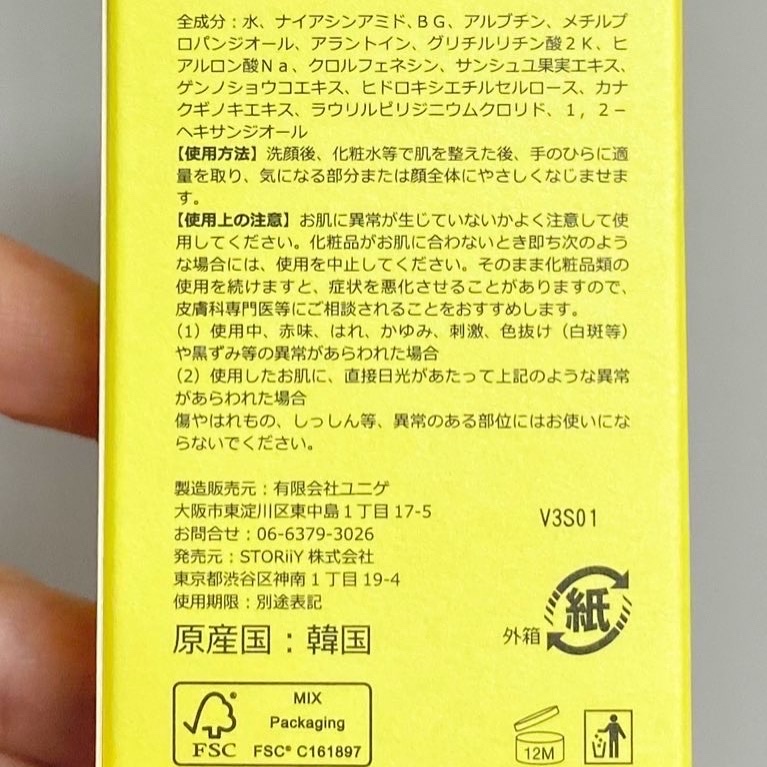 全成分：水、ナイアシンアミド、ＢＧ、アルブチン、メチルプ
ロパンジオール、アラントイン、グリチルリチン酸２Ｋ、ヒ
アルロン酸Ｎａ、クロルフェネシン、サンシュユ果実エキス、
ゲンノショウコエキス、ヒドロキシエチルセルロース、カナ
クギノキエキス、ラウリルピリジニウムクロリド、１，２－
ヘキサンジオール
【使用方法】洗顔後、化粧水等で肌を整えた後、手のひらに適
量を取り、気になる部分または顔全体にやさしくなじませま
す。
【使用上の注意】お肌に異常が生じていないかよく注意して使
用してください。化粧品がお肌に合わないとき即ち次のよう
な場合には、使用を中止してください。そのまま化粧品類の
使用を続けますと、症状を悪化させることがありますので、
皮膚科専門医等にご相談されることをおすすめします。
（1）使用中、赤味、はれ、かゆみ、刺激、色抜け（白斑等）
や黒ずみ等の異常があらわれた場合
（2）使用したお肌に、直接日光があたって上記のような異常
があらわれた場合
傷やはれもの、しっしん等、異常のある部位にはお使いにな
らないでください。
製造販売元：有限会社ユニゲ
大阪市東淀川区東中島１丁目 17-5
お問合せ：06-6379-3026
発売元：STORiiY 株式会社
東京都渋谷区神南１丁目 19-4
使用期限：別途表記
V3S01
原産国：韓国
外箱 紙
MIX
Packaging
FSC® C161897
FSC
12M